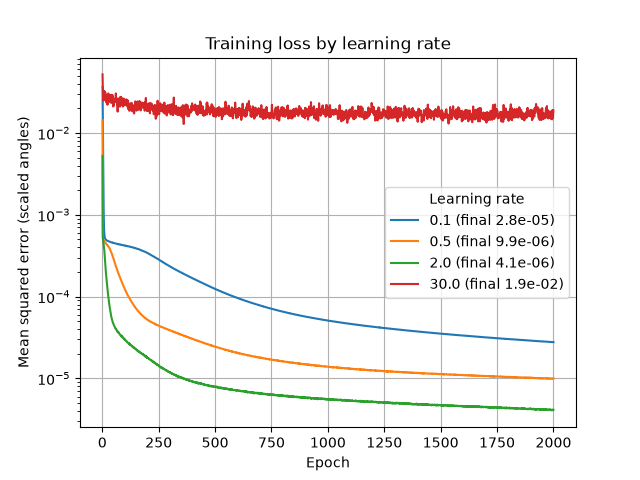 Training loss by learning rate
Mean squared error (scaled angles)
10⁻²
10⁻³
10⁻⁴
10⁻⁵
Learning rate
0.1 (final 2.8e-05)
0.5 (final 9.9e-06)
2.0 (final 4.1e-06)
30.0 (final 1.9e-02)
0 250 500 750 1000 1250 1500 1750 2000
Epoch